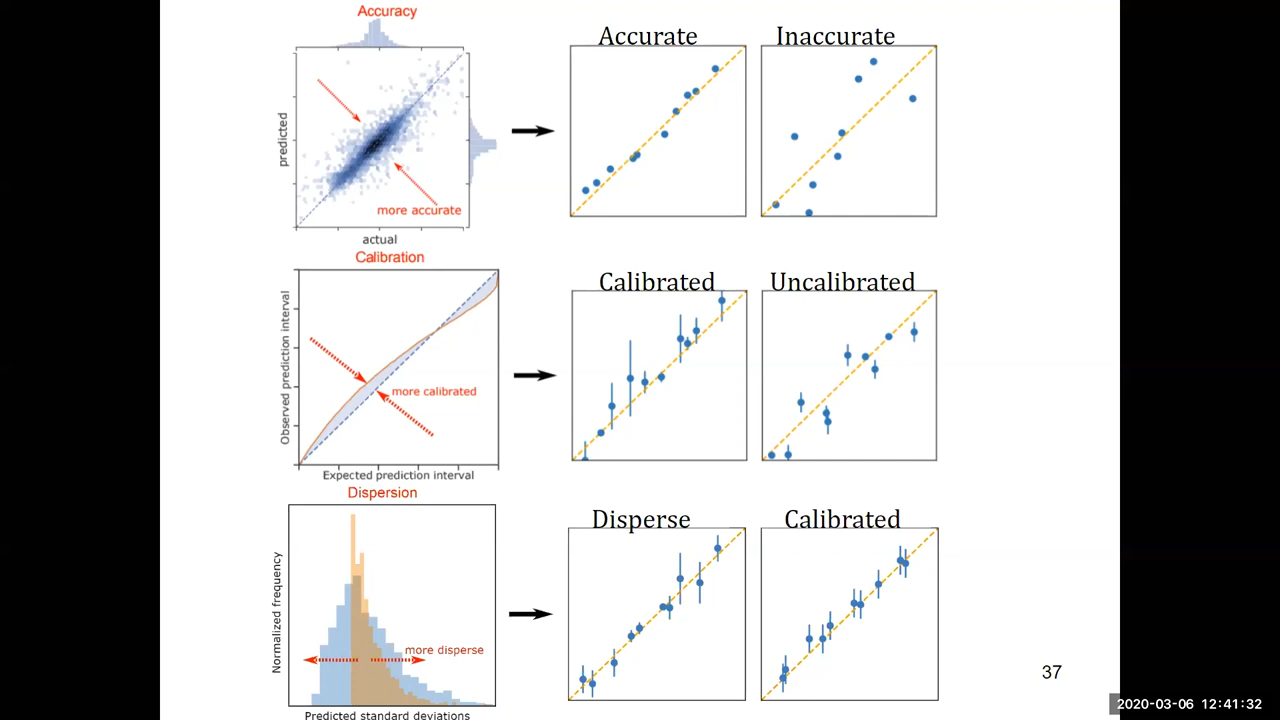 Accuracy
predicted
more accurate
actual
Accurate
Inaccurate
Calibration
Observed prediction interval
more calibrated
Expected prediction interval
Calibrated
Uncalibrated
Dispersion
Normalized frequency
more disperse
Predicted standard deviations
Disperse
Calibrated
37
2020-03-06 12:41:32